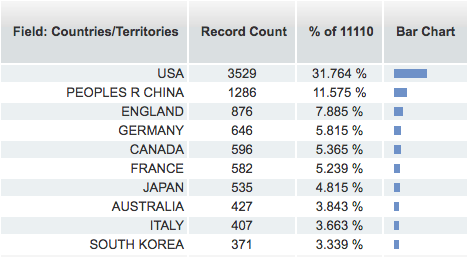 Field: Countries/Territories Record Count % of 11110 Bar Chart
USA 3529 31.764 %
PEOPLES R CHINA 1286 11.575 %
ENGLAND 876 7.885 %
GERMANY 646 5.815 %
CANADA 596 5.365 %
FRANCE 582 5.239 %
JAPAN 535 4.815 %
AUSTRALIA 427 3.843 %
ITALY 407 3.663 %
SOUTH KOREA 371 3.339 %